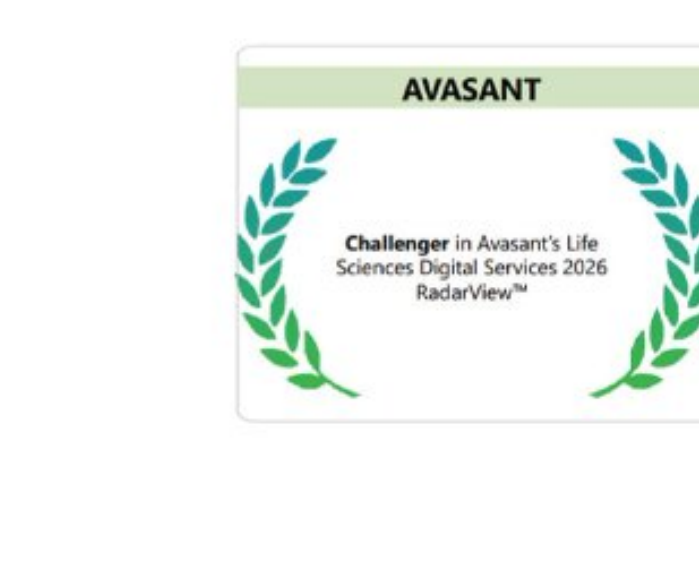 AVASANT
Challenger in Avasant's Life
Sciences Digital Services 2026
RadarView™